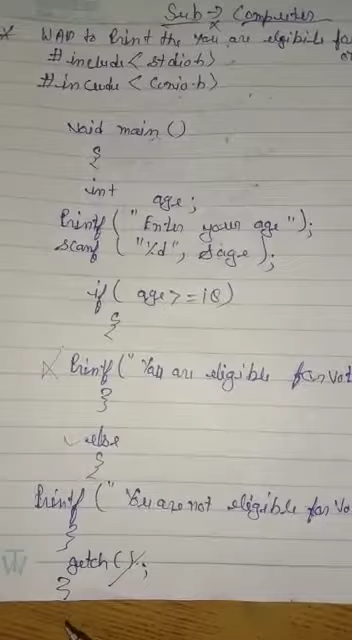 Sub → Computer
x
* WAP to Print the You are elgibile fo
# include < stdio.h)
# include < Conio.h)
Void main ()
{
int age;
Printf ( "Enter your age");
scanf ( "%d", &age );
if ( age >= 18)
{
Printf ( "You are eligible for vot
}
else
{
Printf ( " You are not eligible for vo
}
getch ();
}